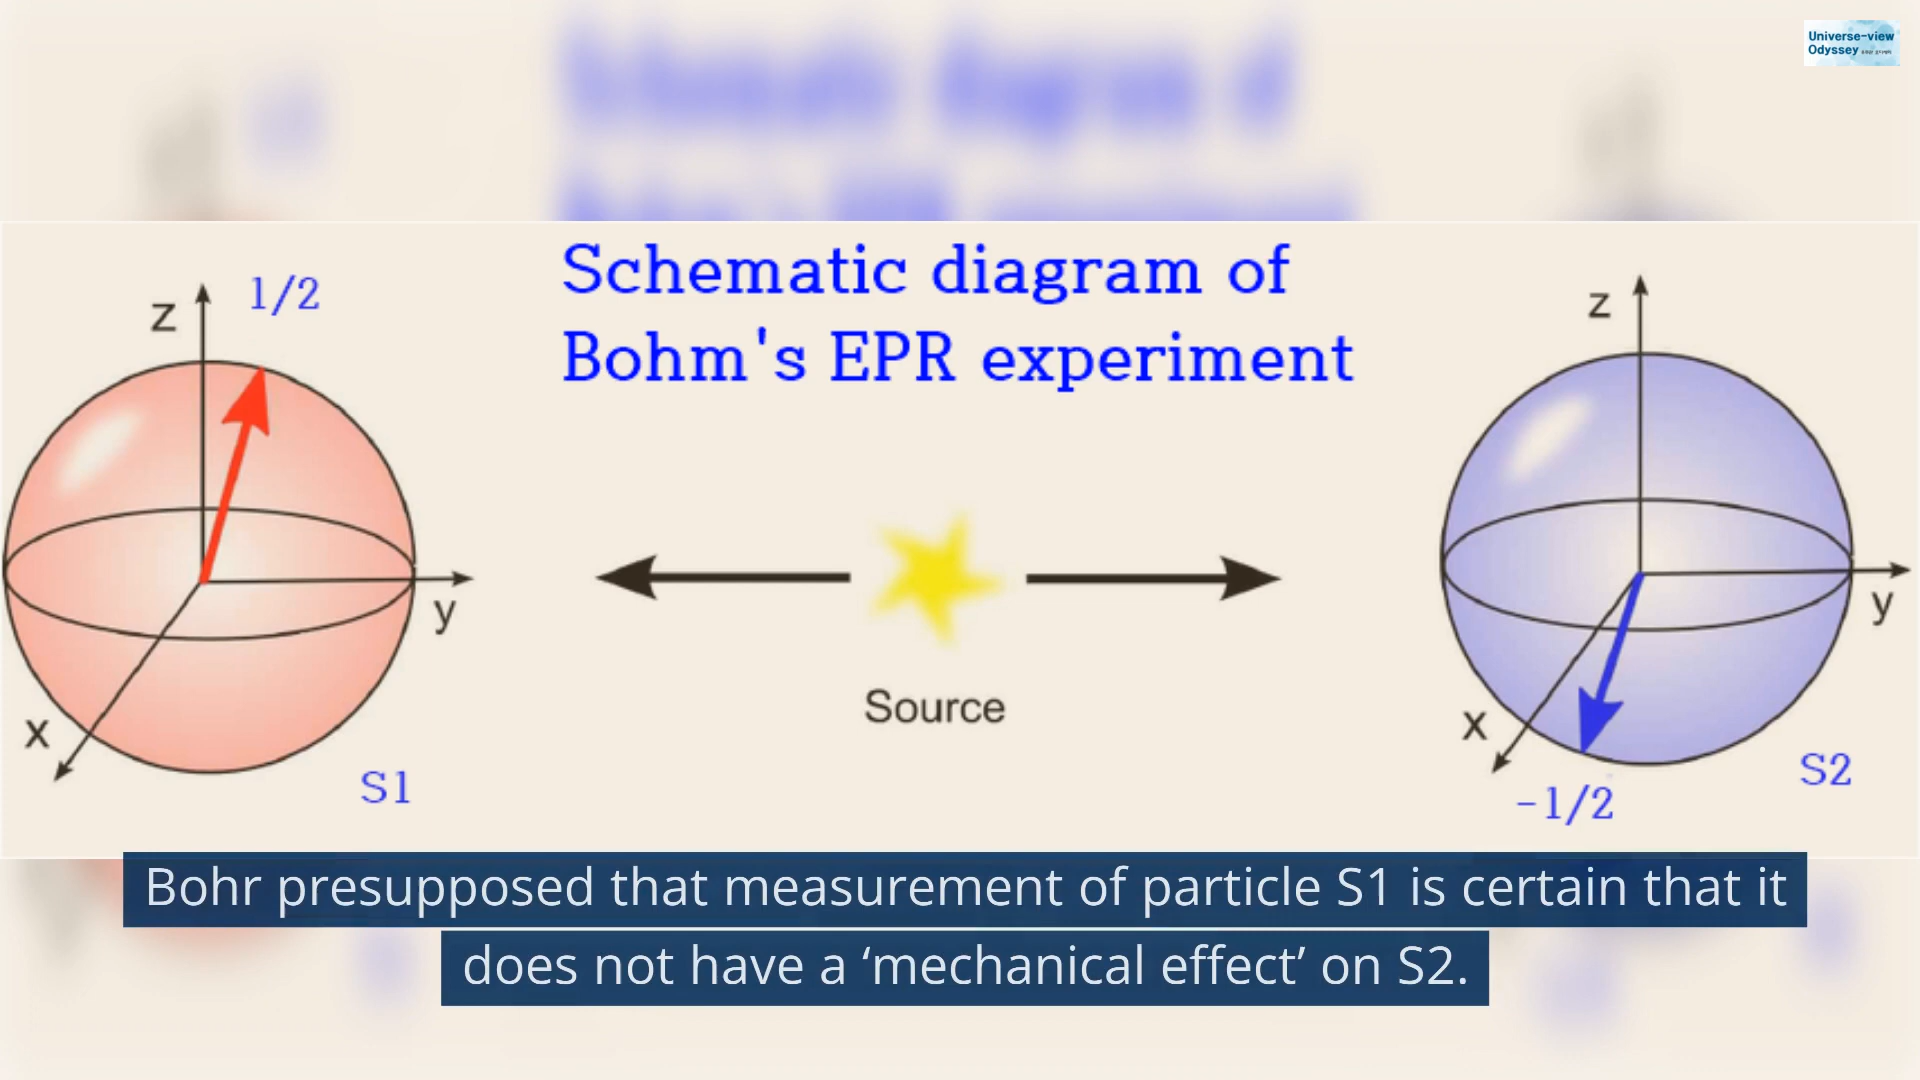 Universe-view
Odyssey
Schematic diagram of
Bohm's EPR experiment
z
1/2
y
x
S1
Source
z
y
x
-1/2
S2
Bohr presupposed that measurement of particle S1 is certain that it
does not have a ‘mechanical effect’ on S2.